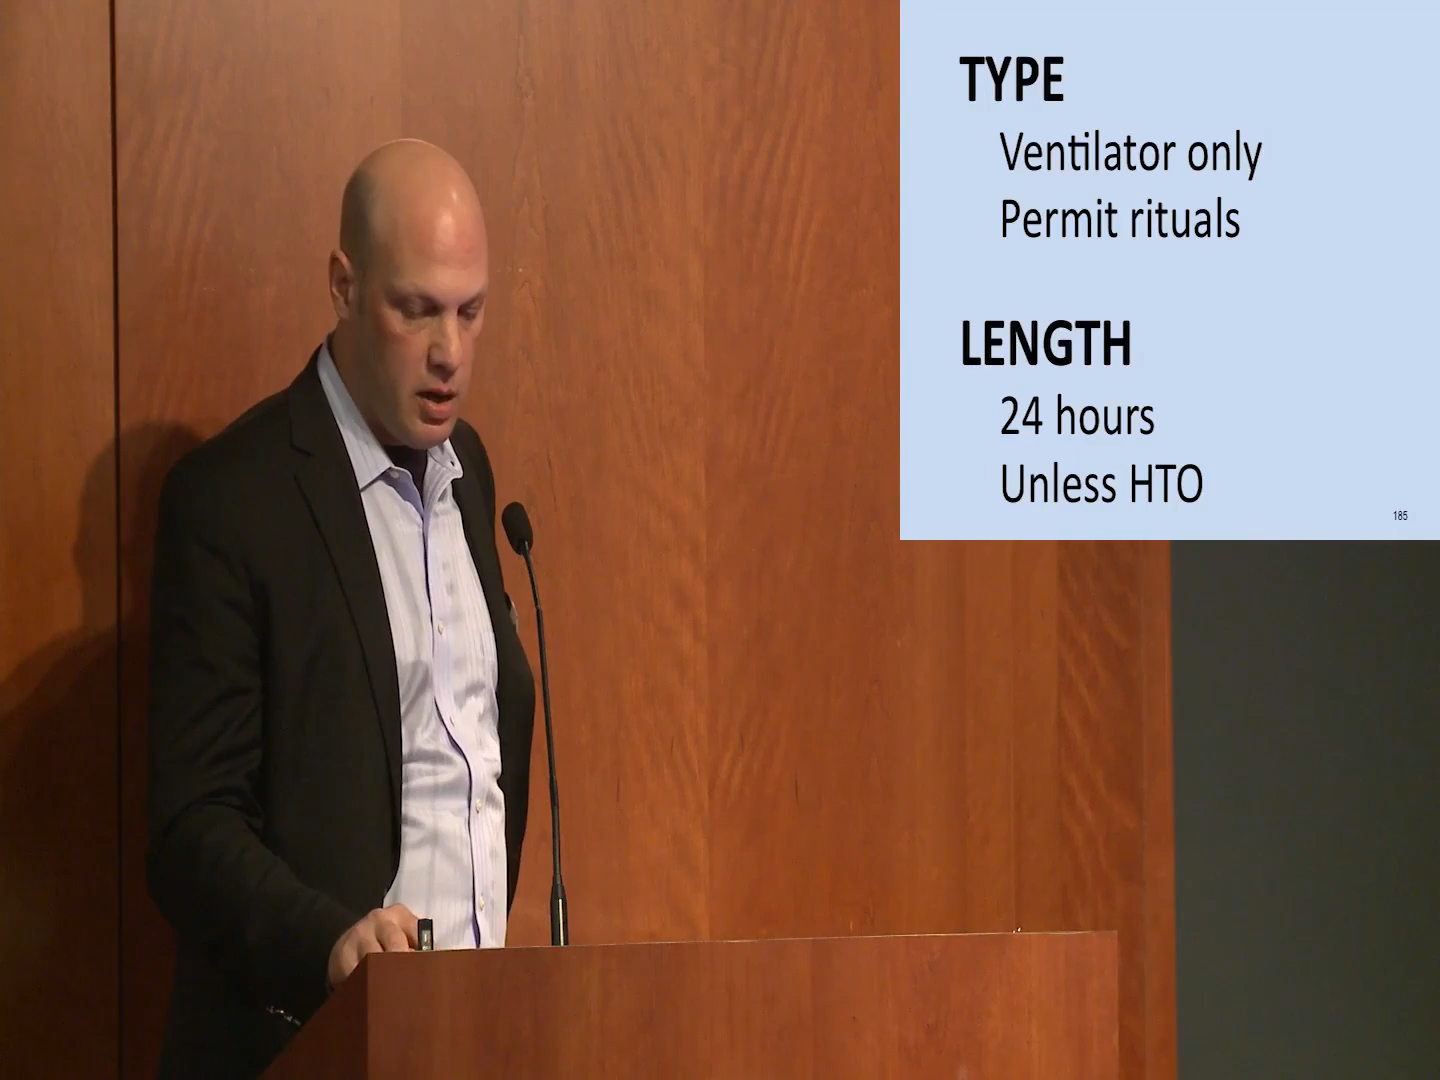 TYPE
Ventilator only
Permit rituals
LENGTH
24 hours
Unless HTO
185